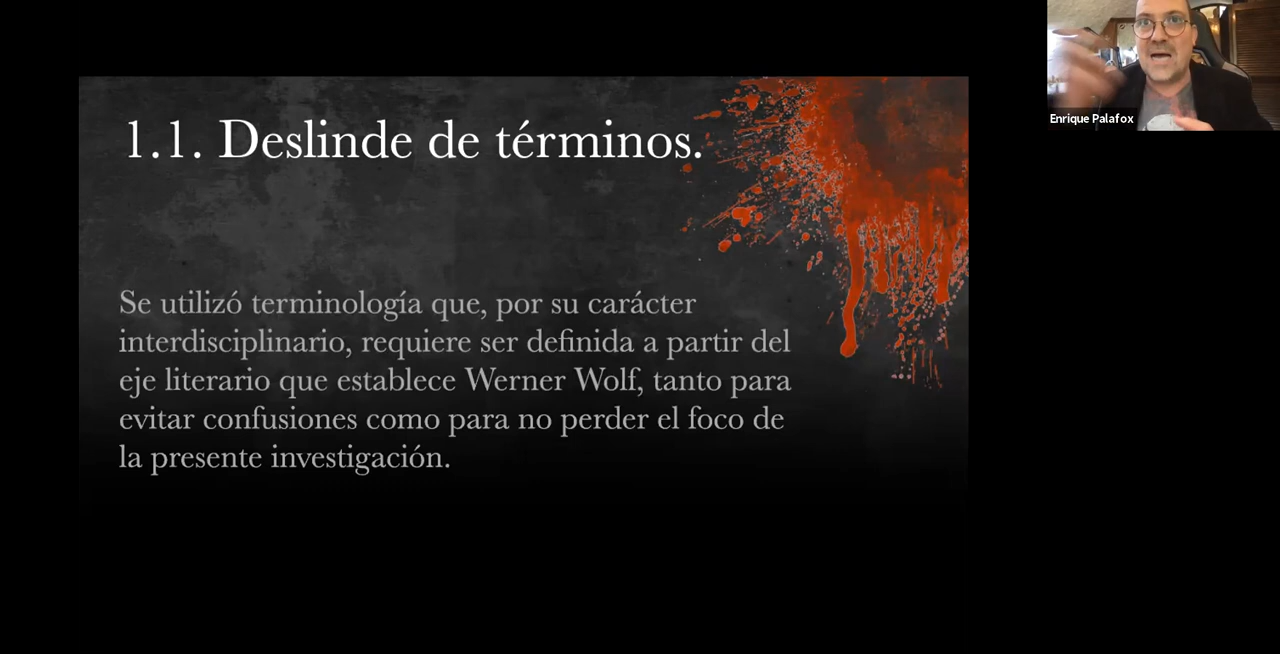 1.1. Deslinde de términos.
Se utilizó terminología que, por su carácter
interdisciplinario, requiere ser definida a partir del
eje literario que establece Werner Wolf, tanto para
evitar confusiones como para no perder el foco de
la presente investigación.
Enrique Palafox